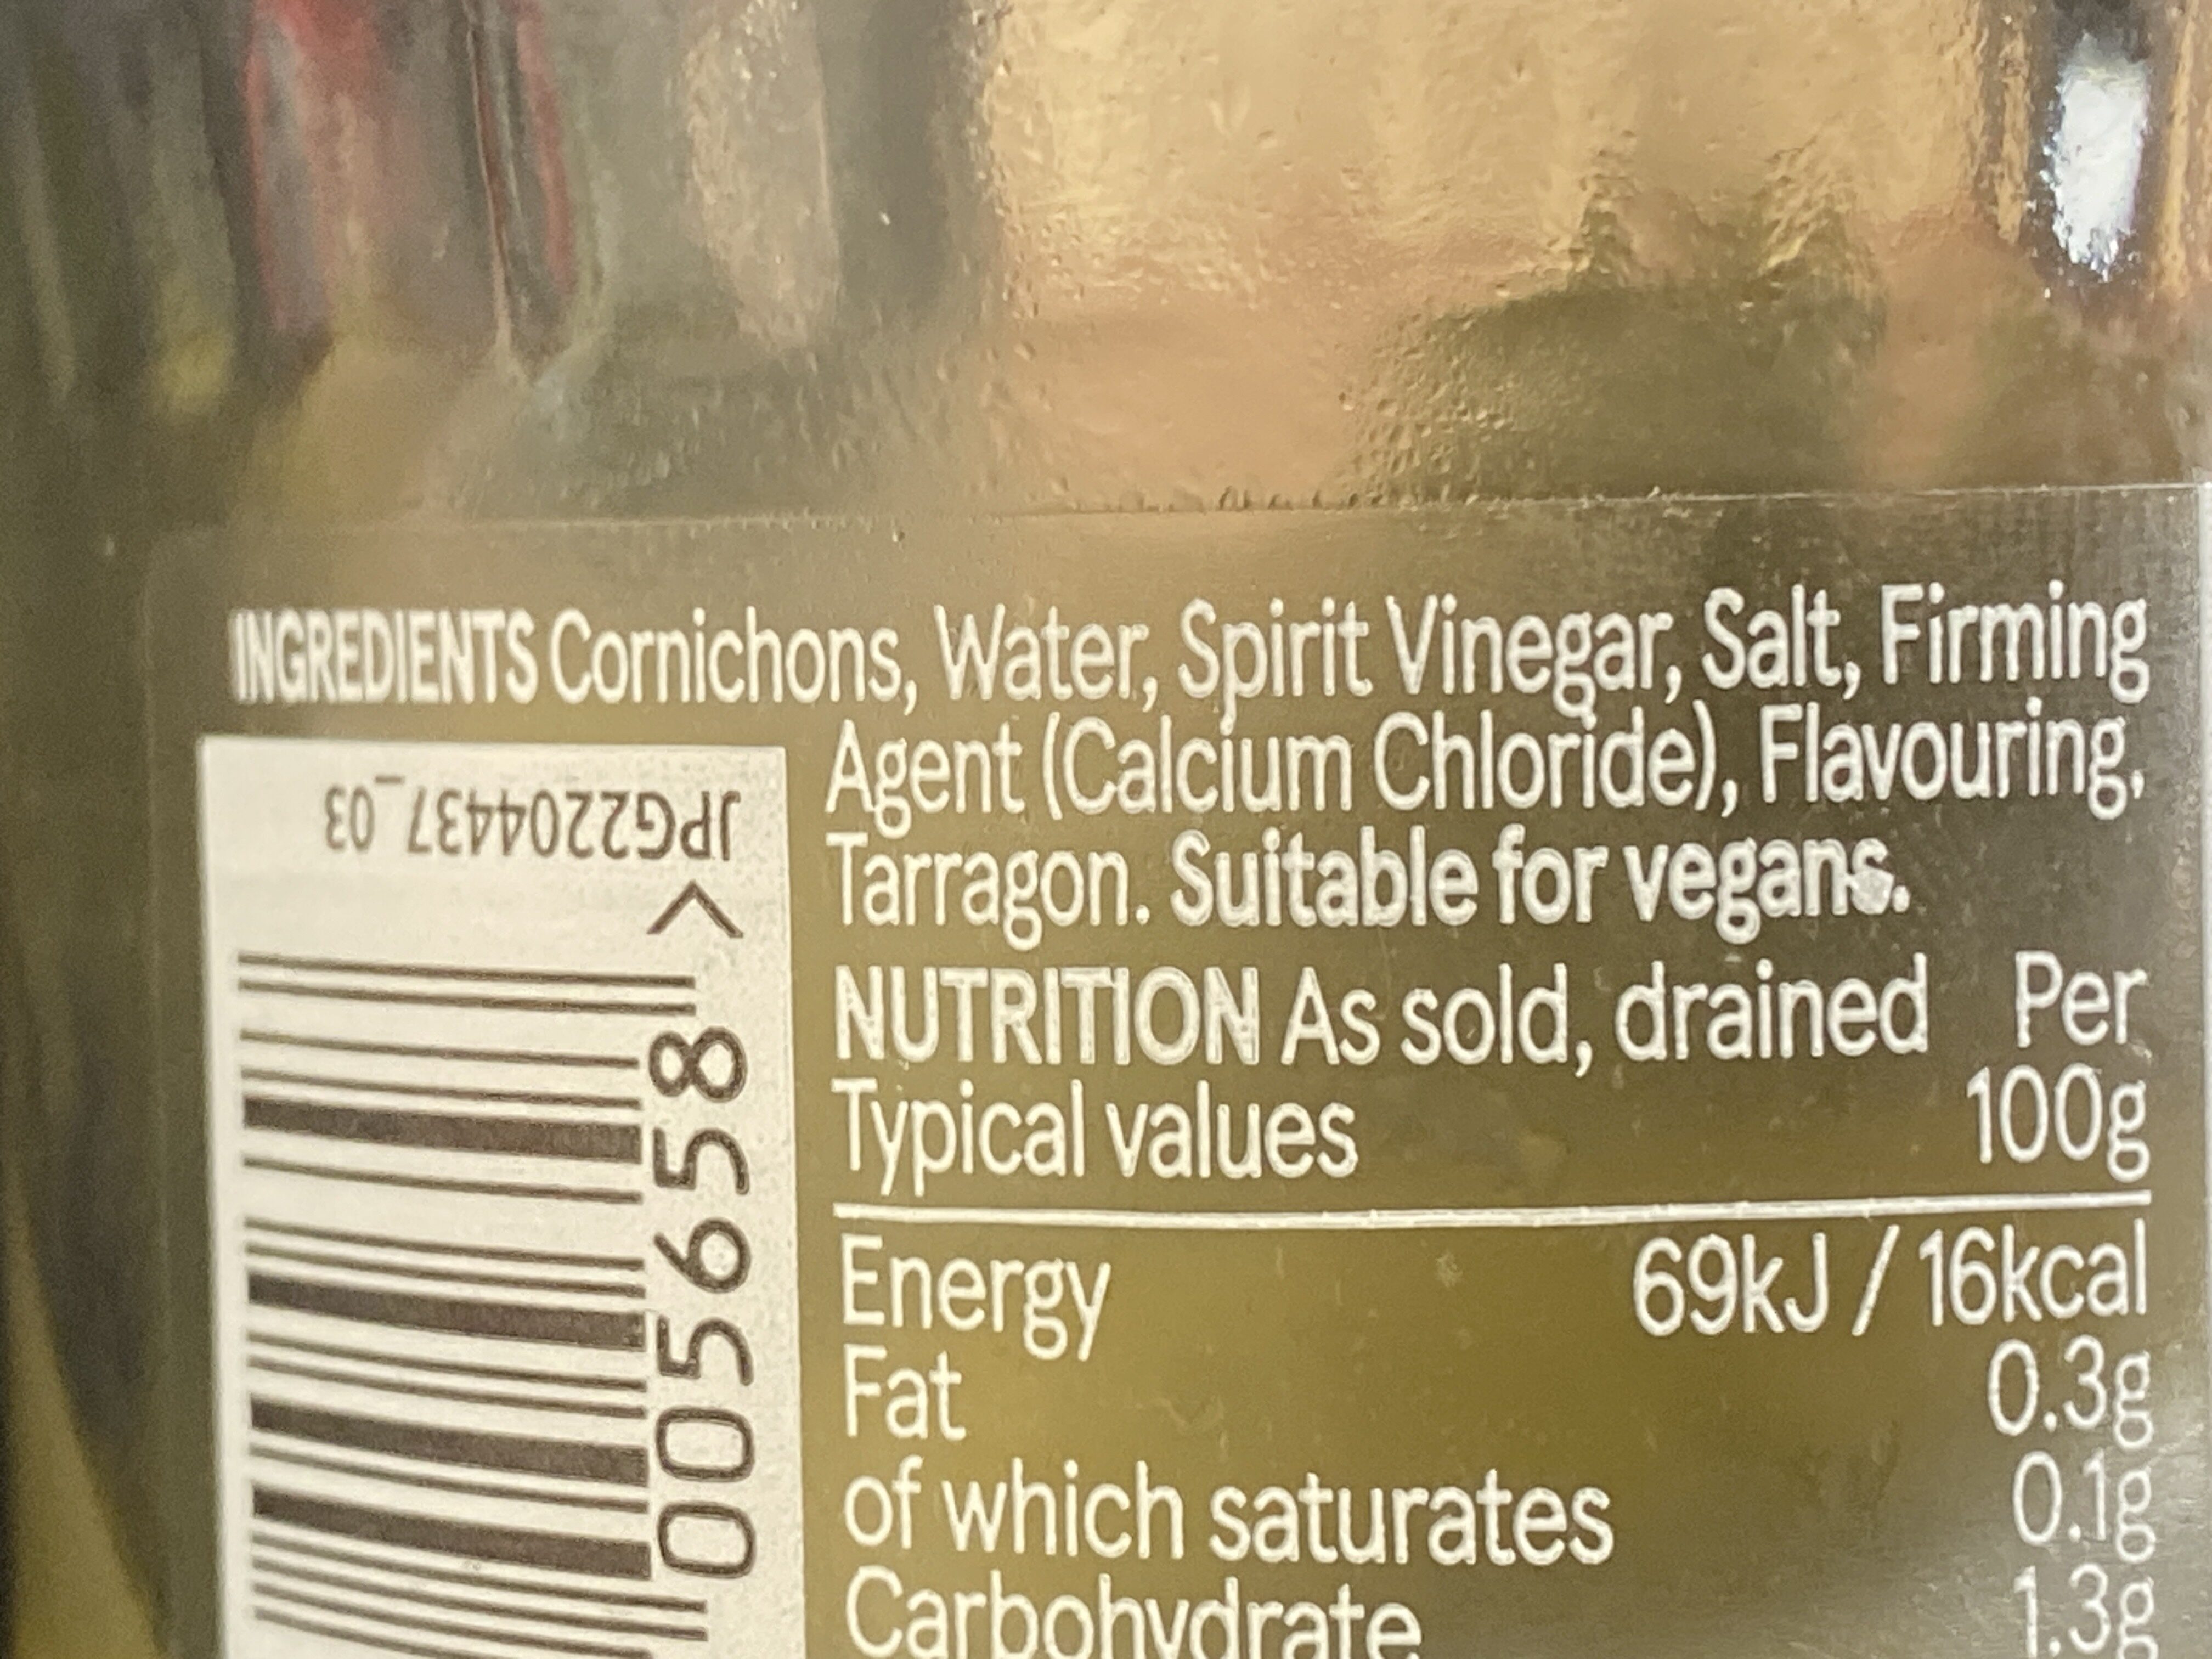 INGREDIENTS Cornichons, Water, Spirit Vinegar, Salt, Firming
Agent (Calcium Chloride), Flavouring,
Tarragon. Suitable for vegans.
NUTRITION As sold, drained Per
Typical values 100g
Energy 69kJ / 16kcal
Fat 0.3g
of which saturates 0.1g
Carbohydrate 1.3g
JPG2204437_03
005658 >